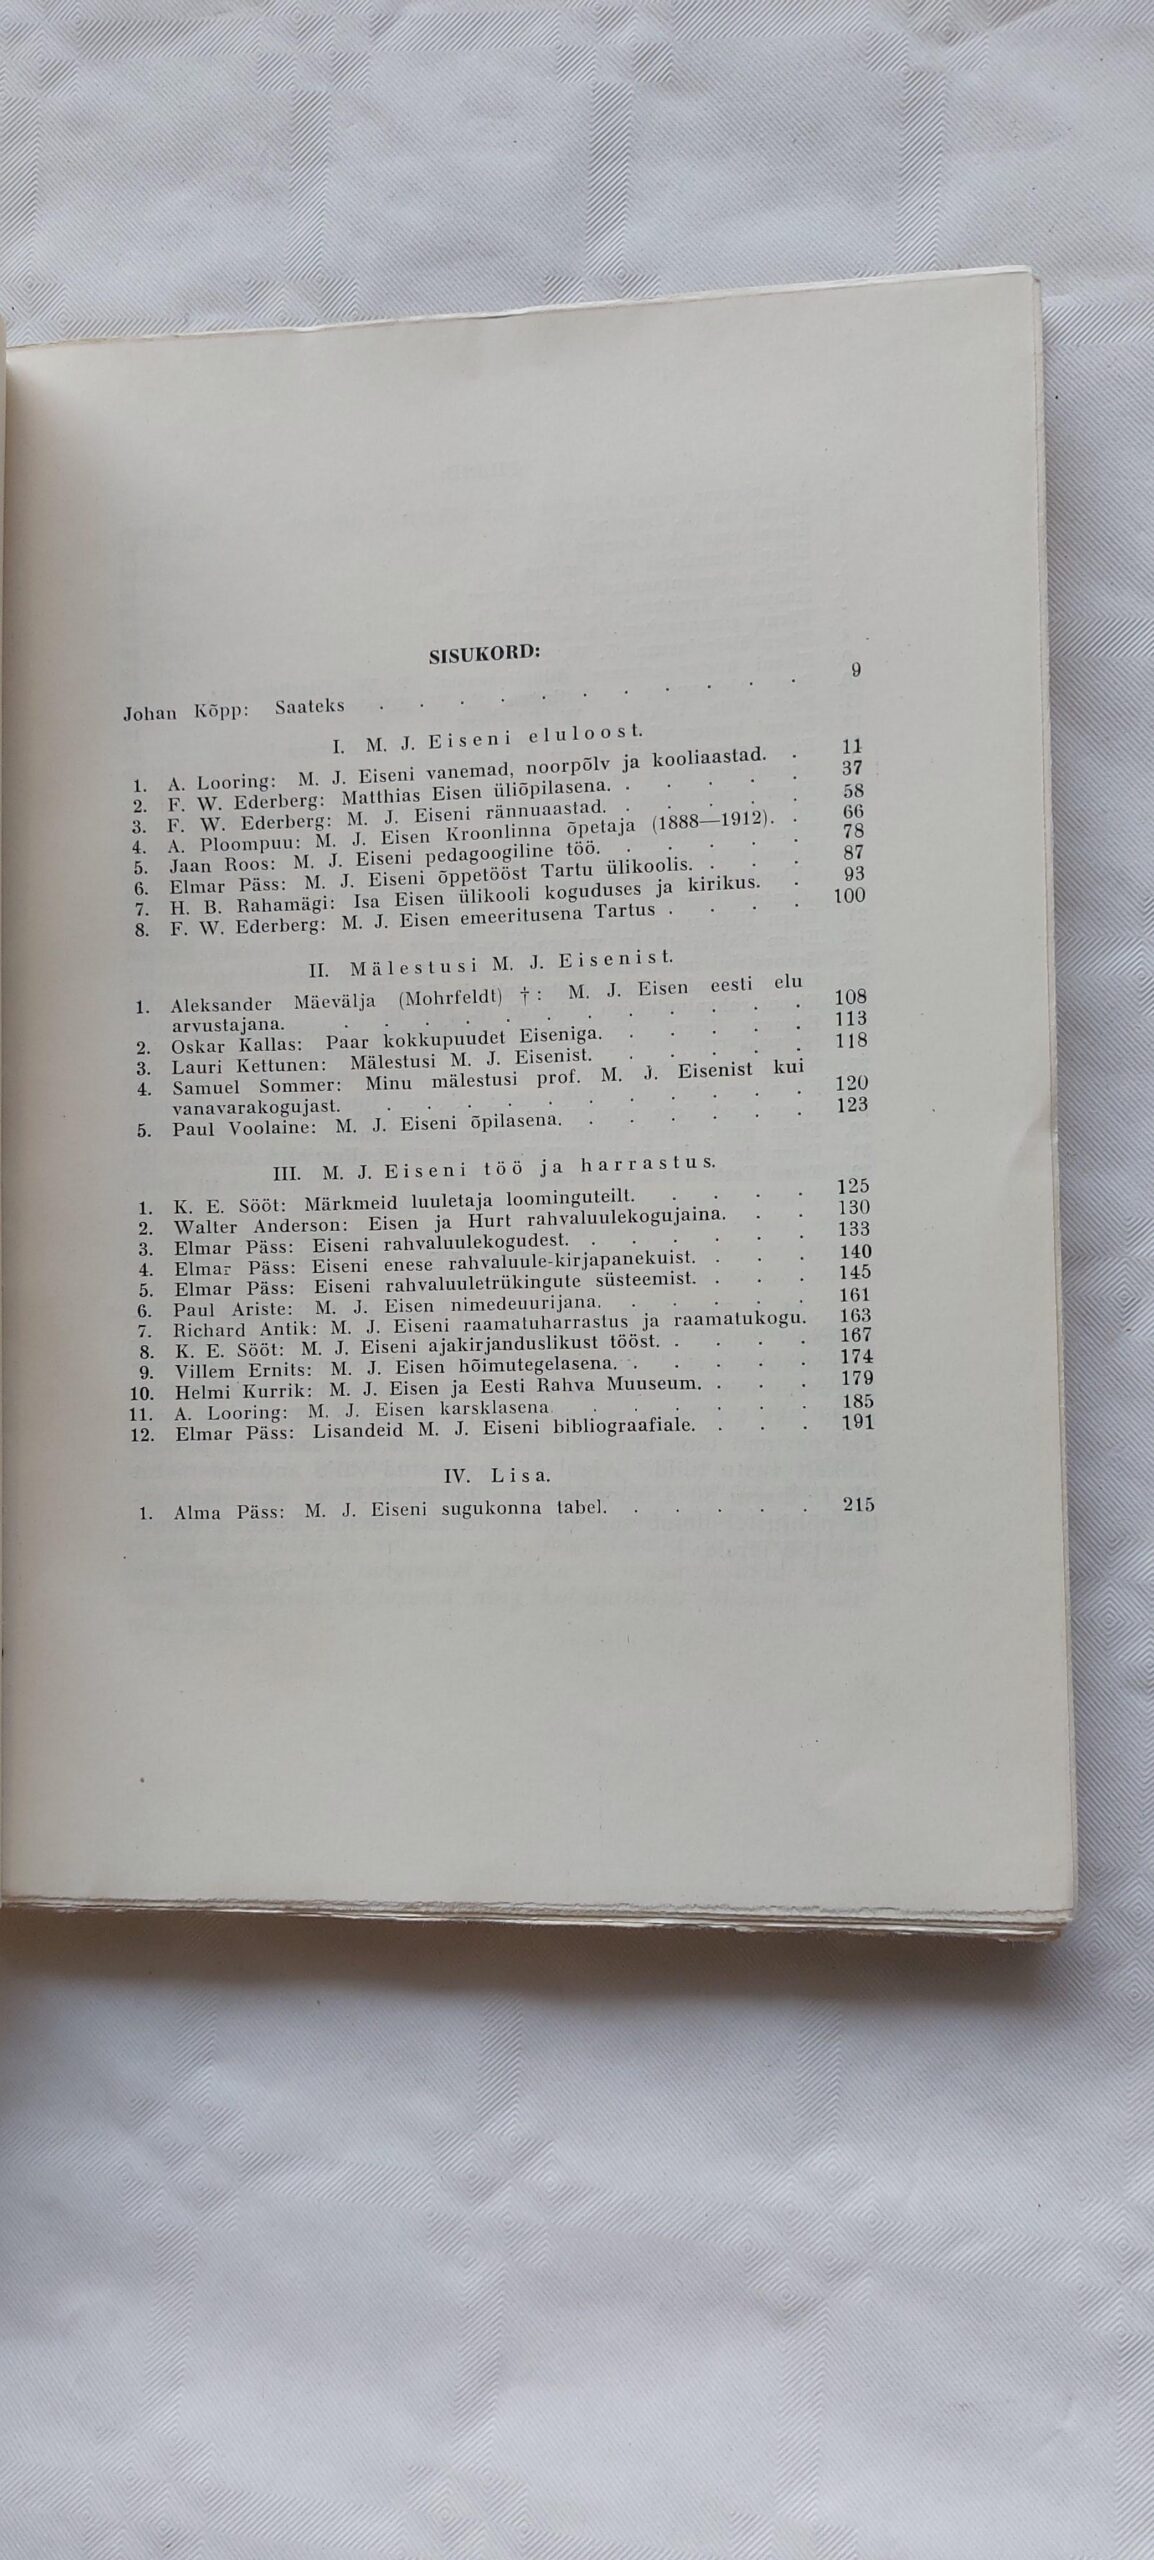 SISUKORD:
Johan Kõpp: Saateks . . . . . . . . . . . 9
I. M. J. Eiseni eluloost.
1. A. Looring: M. J. Eiseni vanemad, noorpõlv ja kooliaastad. . 11
2. F. W. Ederberg: Matthias Eisen üliõpilasena. . . . . . 37
3. F. W. Ederberg: M. J. Eiseni rännuaastad. . . . . . 58
4. A. Ploompuu: M. J. Eisen Kroonlinna õpetaja (1888—1912). . 66
5. Jaan Roos: M. J. Eiseni pedagoogiline töö. . . . . . 78
6. Elmar Päss: M. J. Eiseni õppetööst Tartu ülikoolis. . . . 87
7. H. B. Rahamägi: Isa Eisen ülikooli koguduses ja kirikus. . 93
8. F. W. Ederberg: M. J. Eisen emeeritusena Tartus . . . . 100
II. Mälestusi M. J. Eisenist.
1. Aleksander Mäevälja (Mohrfeldt) †: M. J. Eisen eesti elu
arvustajana. . . . . . . . . . . . . 108
2. Oskar Kallas: Paar kokkupuudet Eiseniga. . . . . . 113
3. Lauri Kettunen: Mälestusi M. J. Eisenist. . . . . . 118
4. Samuel Sommer: Minu mälestusi prof. M. J. Eisenist kui
vanavarakogujast. . . . . . . . . . . . 120
5. Paul Voolaine: M. J. Eiseni õpilasena. . . . . . . 123
III. M. J. Eiseni töö ja harrastus.
1. K. E. Sööt: Märkmeid luuletaja loominguteilt. . . . . 125
2. Walter Anderson: Eisen ja Hurt rahvaluulekogujaina. . . 130
3. Elmar Päss: Eiseni rahvaluulekogudest. . . . . . . 133
4. Elmar Päss: Eiseni enese rahvaluule-kirjapanekuist. . . . 140
5. Elmar Päss: Eiseni rahvaluuletrükingute süsteemist. . . . 145
6. Paul Ariste: M. J. Eisen nimedeuurijana. . . . . . 161
7. Richard Antik: M. J. Eiseni raamatuharrastus ja raamatukogu. 163
8. K. E. Sööt: M. J. Eiseni ajakirjanduslikust tööst. . . . . 167
9. Villem Ernits: M. J. Eisen hõimutegelasena. . . . . . 174
10. Helmi Kurrik: M. J. Eisen ja Eesti Rahva Muuseum. . . . 179
11. A. Looring: M. J. Eisen karsklasena. . . . . . . 185
12. Elmar Päss: Lisandeid M. J. Eiseni bibliograafiale. . . . 191
IV. Lisa.
1. Alma Päss: M. J. Eiseni sugukonna tabel. . . . . . 215